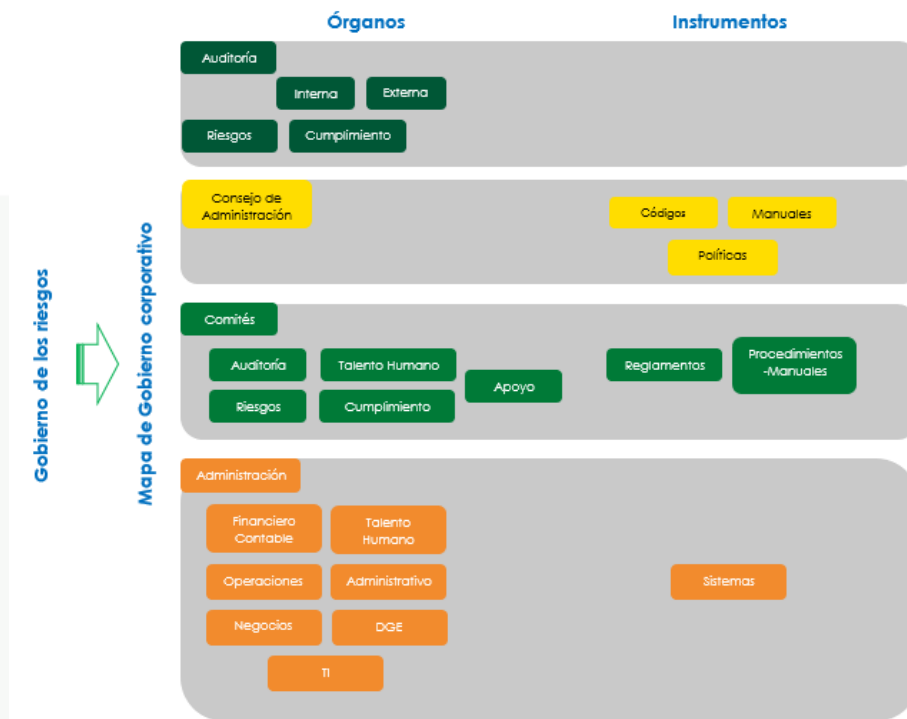 Órganos
Instrumentos
Gobierno de los riesgos
Mapa de Gobierno corporativo
Auditoría
Interna
Externa
Riesgos
Cumplimiento
Consejo de
Administración
Códigos
Manuales
Políticas
Comités
Auditoría
Talento Humano
Riesgos
Cumplimiento
Apoyo
Reglamentos
Procedimientos
-Manuales
Administración
Financiero
Contable
Talento
Humano
Operaciones
Administrativo
Negocios
DGE
TI
Sistemas